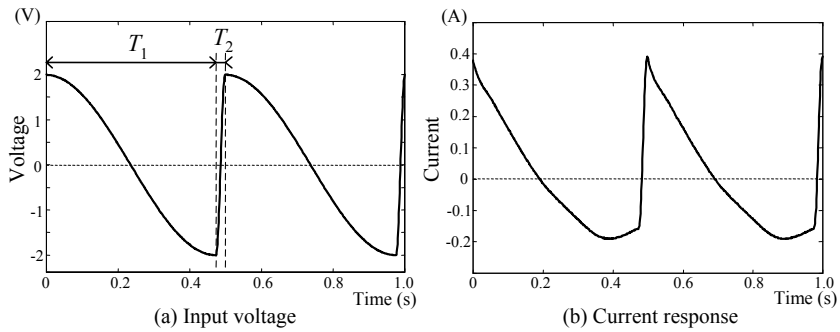 (V)
T1
T2
Voltage
2
1
0
-1
-2
0
0.2
0.4
0.6
0.8
1.0
Time (s)
(a) Input voltage
(A)
Current
0.4
0.3
0.2
0.1
0
-0.1
-0.2
0
0.2
0.4
0.6
0.8
1.0
Time (s)
(b) Current response